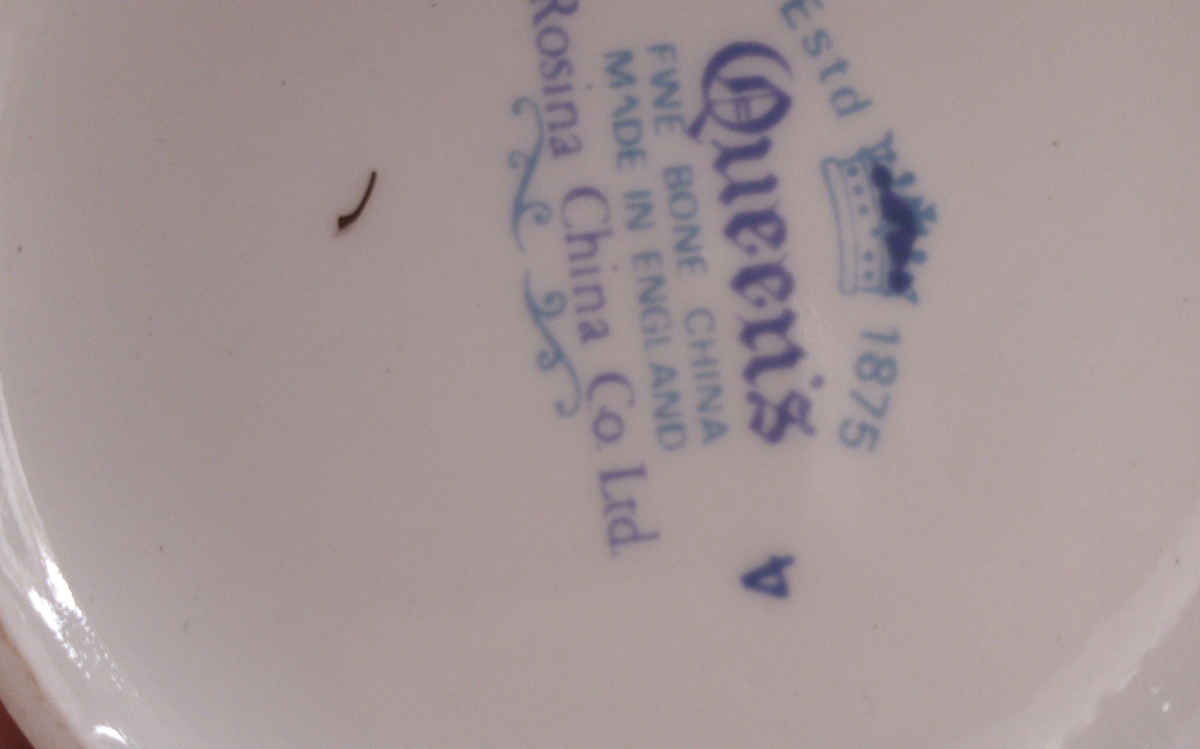 Estd 1875
Queen's
FINE BONE CHINA
MADE IN ENGLAND
Rosina China Co. Ltd.